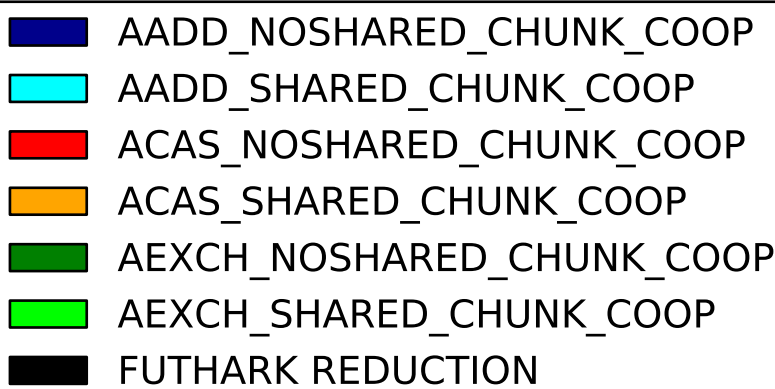 AADD_NOSHARED_CHUNK_COOP
AADD_SHARED_CHUNK_COOP
ACAS_NOSHARED_CHUNK_COOP
ACAS_SHARED_CHUNK_COOP
AEXCH_NOSHARED_CHUNK_COOP
AEXCH_SHARED_CHUNK_COOP
FUTHARK REDUCTION